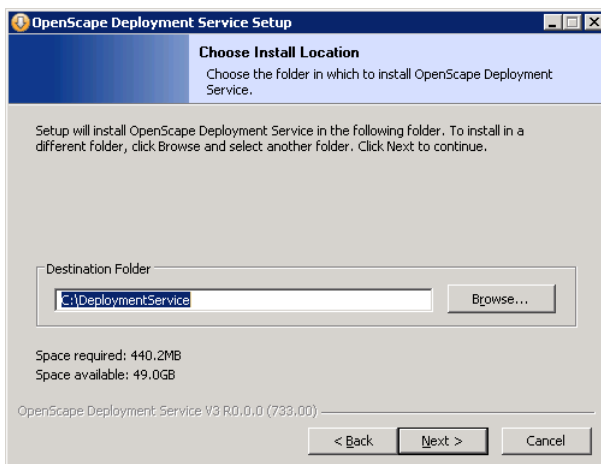 OpenScape Deployment Service Setup
Choose Install Location
Choose the folder in which to install OpenScape Deployment
Service.
Setup will install OpenScape Deployment Service in the following folder. To install in a
different folder, click Browse and select another folder. Click Next to continue.
Destination Folder
C:\DeploymentService
Browse...
Space required: 440.2MB
Space available: 49.0GB
OpenScape Deployment Service V3 R0.0.0 (733.00)
< Back
Next >
Cancel